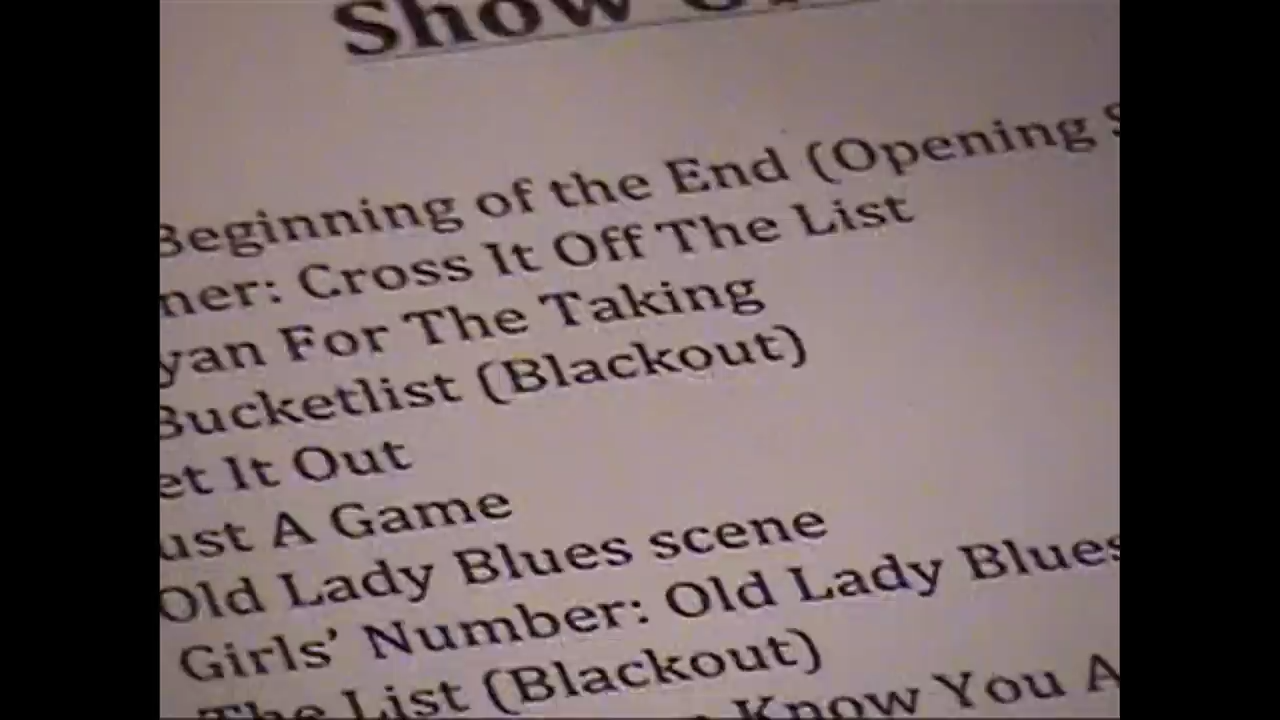 Show
Beginning of the End (Opening S
ner: Cross It Off The List
yan For The Taking
Bucketlist (Blackout)
et It Out
ust A Game
Old Lady Blues scene
Girls' Number: Old Lady Blues
The List (Blackout)
Know You A